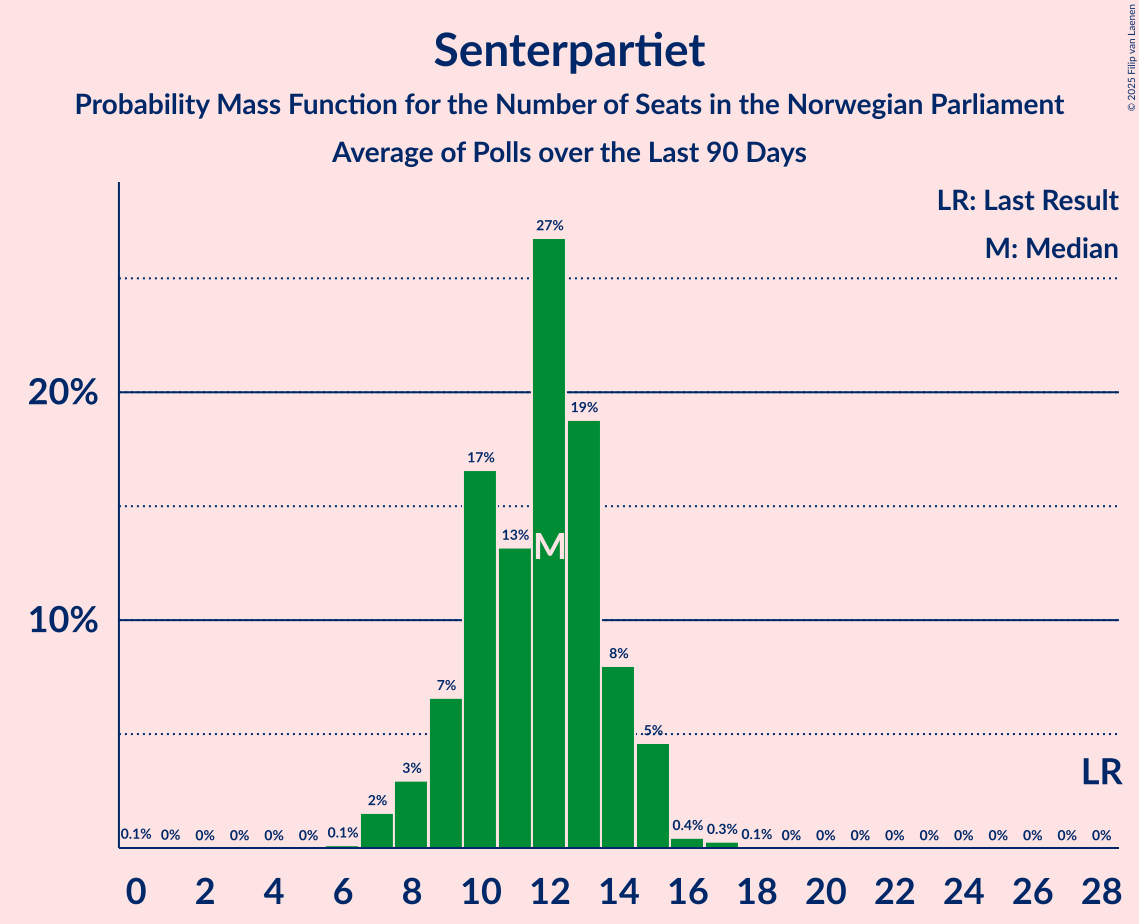 Senterpartiet
Probability Mass Function for the Number of Seats in the Norwegian Parliament
Average of Polls over the Last 90 Days
© 2025 Filip van Laenen
LR: Last Result
M: Median
27%
20%
19%
17%
13%
M
10%
8%
7%
5%
3%
LR
2%
0.1% 0% 0% 0% 0% 0% 0.1% 0.4% 0.3% 0.1% 0% 0% 0% 0% 0% 0% 0% 0% 0% 0%
0 2 4 6 8 10 12 14 16 18 20 22 24 26 28